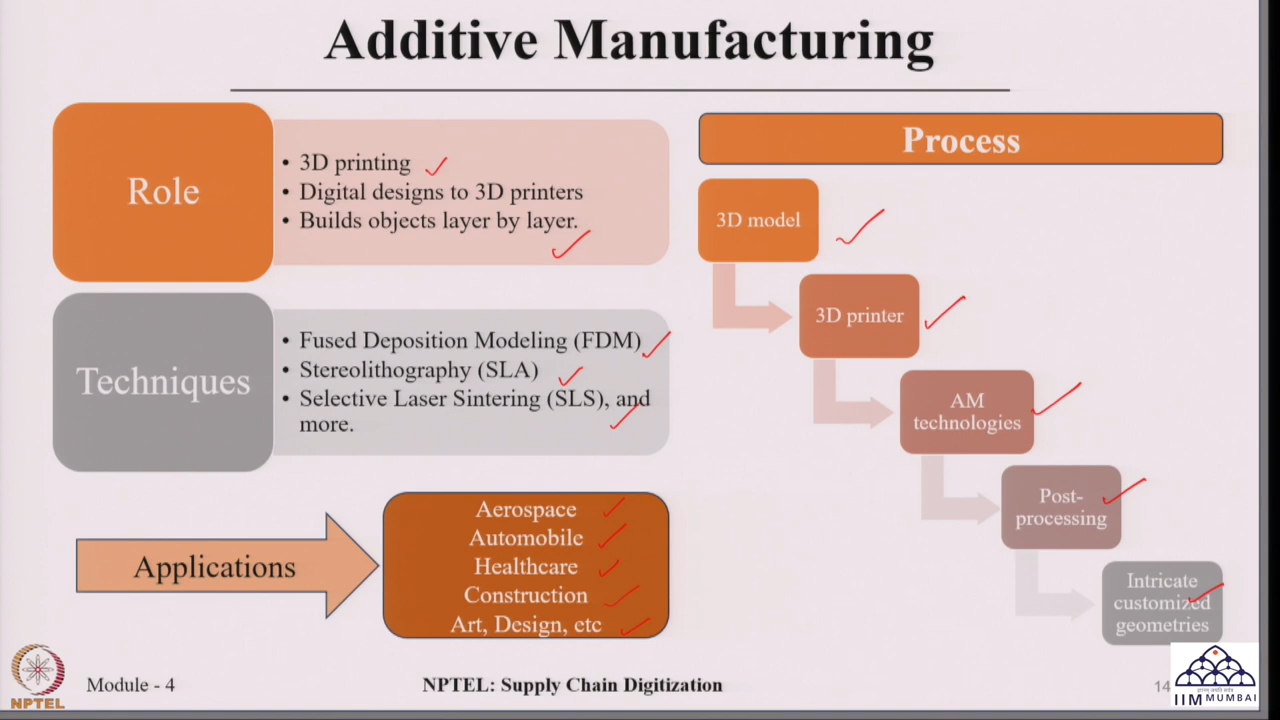 Additive Manufacturing
Role
• 3D printing
• Digital designs to 3D printers
• Builds objects layer by layer.
Techniques
• Fused Deposition Modeling (FDM)
• Stereolithography (SLA)
• Selective Laser Sintering (SLS), and
more.
Applications
Aerospace
Automobile
Healthcare
Construction
Art, Design, etc
Process
3D model
3D printer
AM
technologies
Post-
processing
Intricate
customized
geometries
NPTEL
Module - 4
NPTEL: Supply Chain Digitization
14
IIM MUMBAI